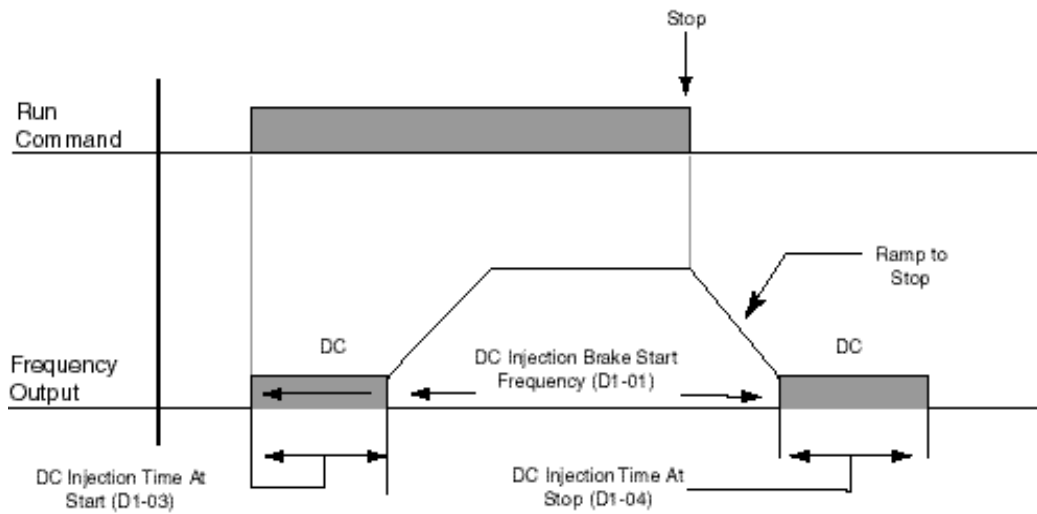 Stop
Run
Command
Ramp to
Stop
DC
DC Injection Brake Start
Frequency (D1-01)
DC
Frequency
Output
DC Injection Time At
Start (D1-03)
DC Injection Time At
Stop (D1-04)